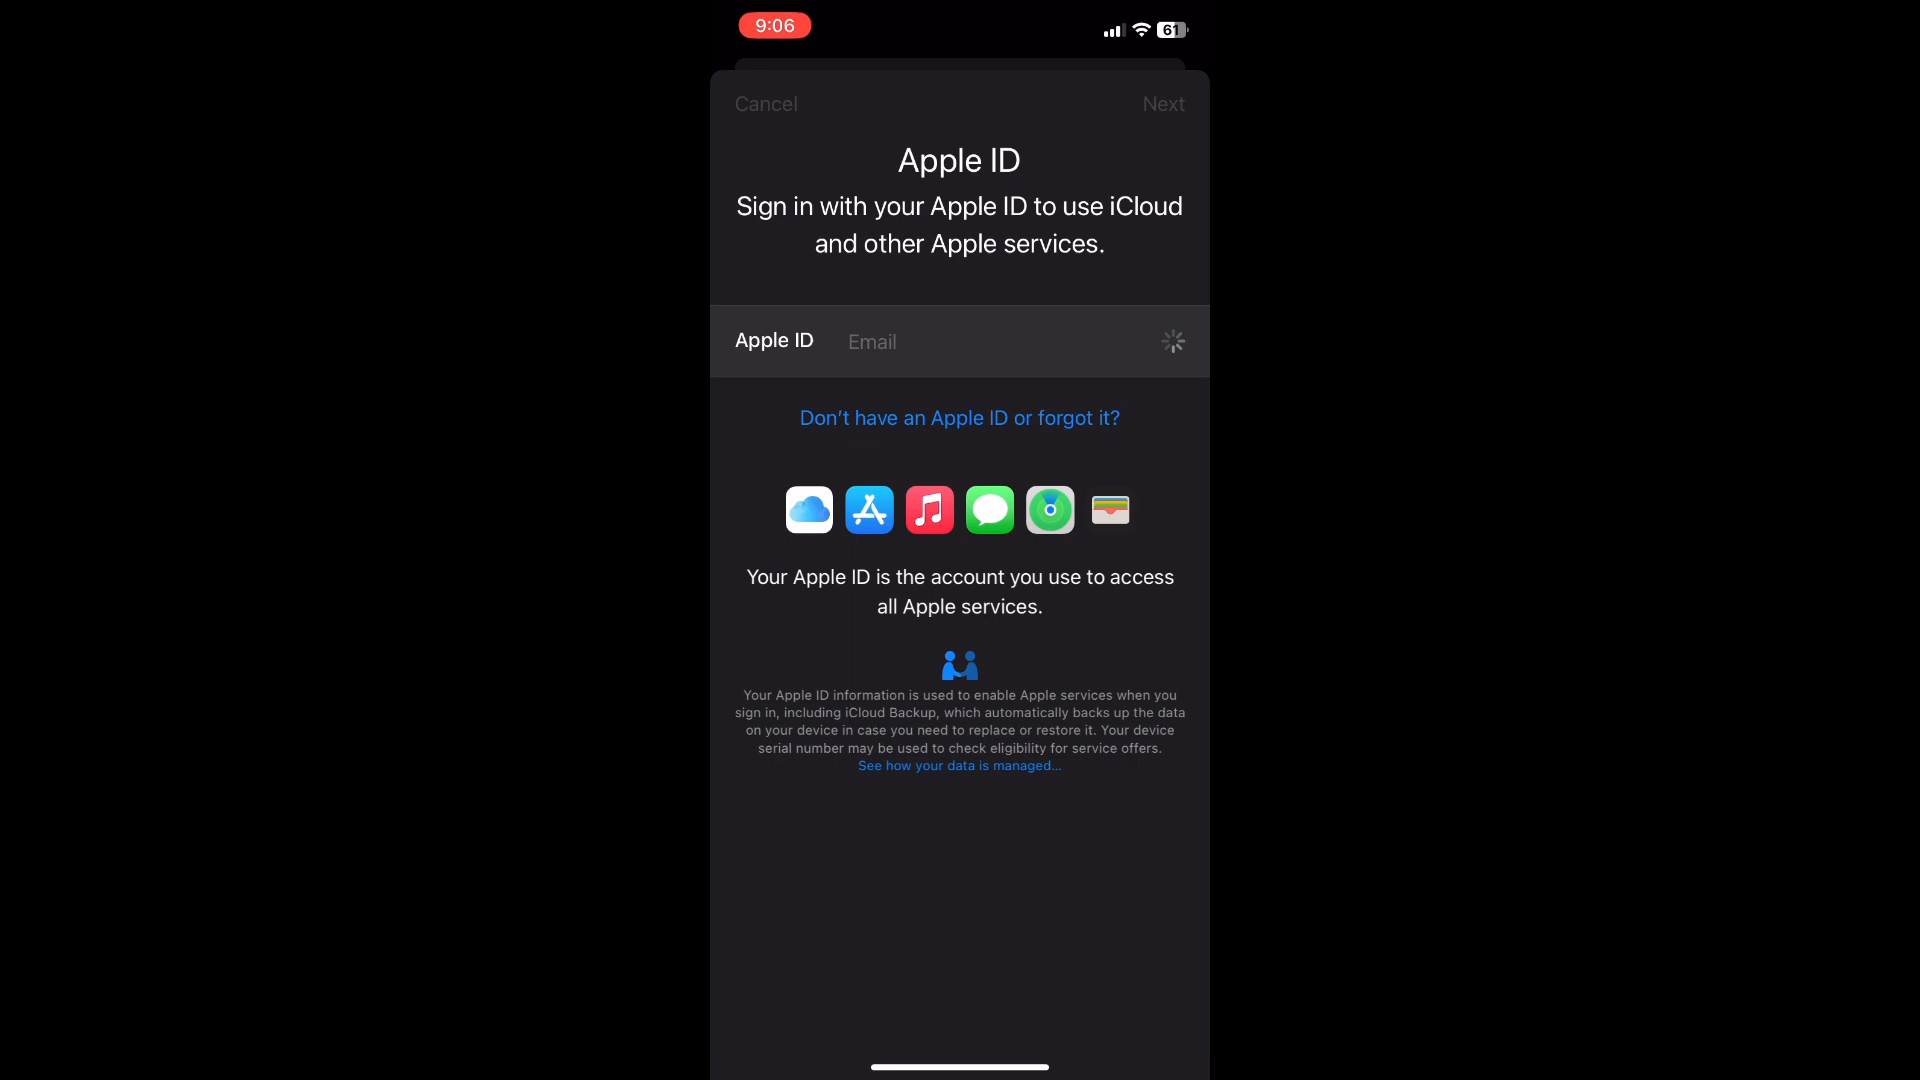 9:06
61
Cancel
Next
Apple ID
Sign in with your Apple ID to use iCloud
and other Apple services.
Apple ID
Email
Don't have an Apple ID or forgot it?
Your Apple ID is the account you use to access
all Apple services.
Your Apple ID information is used to enable Apple services when you
sign in, including iCloud Backup, which automatically backs up the data
on your device in case you need to replace or restore it. Your device
serial number may be used to check eligibility for service offers.
See how your data is managed...